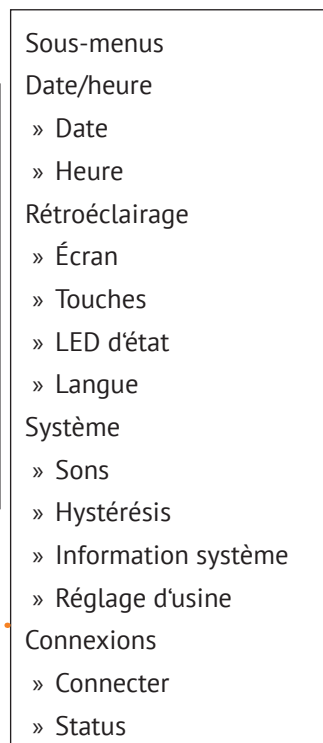 Sous-menus
Date/heure
» Date
» Heure
Rétroéclairage
» Écran
» Touches
» LED d‘état
» Langue
Système
» Sons
» Hystérésis
» Information système
» Réglage d‘usine
Connexions
» Connecter
» Status